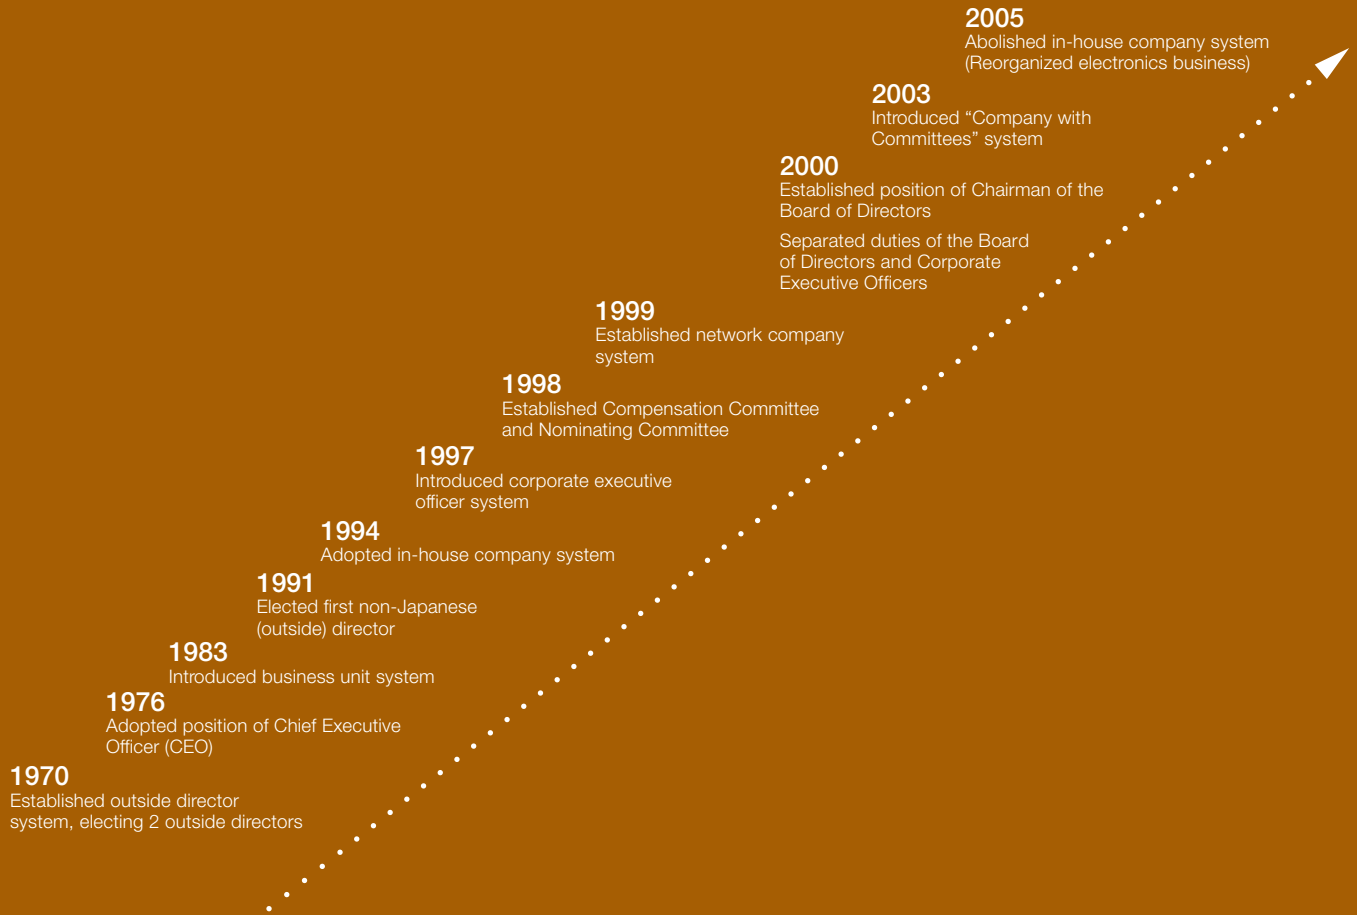 2005
Abolished in-house company system
(Reorganized electronics business)
2003
Introduced “Company with
Committees” system
2000
Established position of Chairman of the
Board of Directors
Separated duties of the Board
of Directors and Corporate
Executive Officers
1999
Established network company
system
1998
Established Compensation Committee
and Nominating Committee
1997
Introduced corporate executive
officer system
1994
Adopted in-house company system
1991
Elected first non-Japanese
(outside) director
1983
Introduced business unit system
1976
Adopted position of Chief Executive
Officer (CEO)
1970
Established outside director
system, electing 2 outside directors